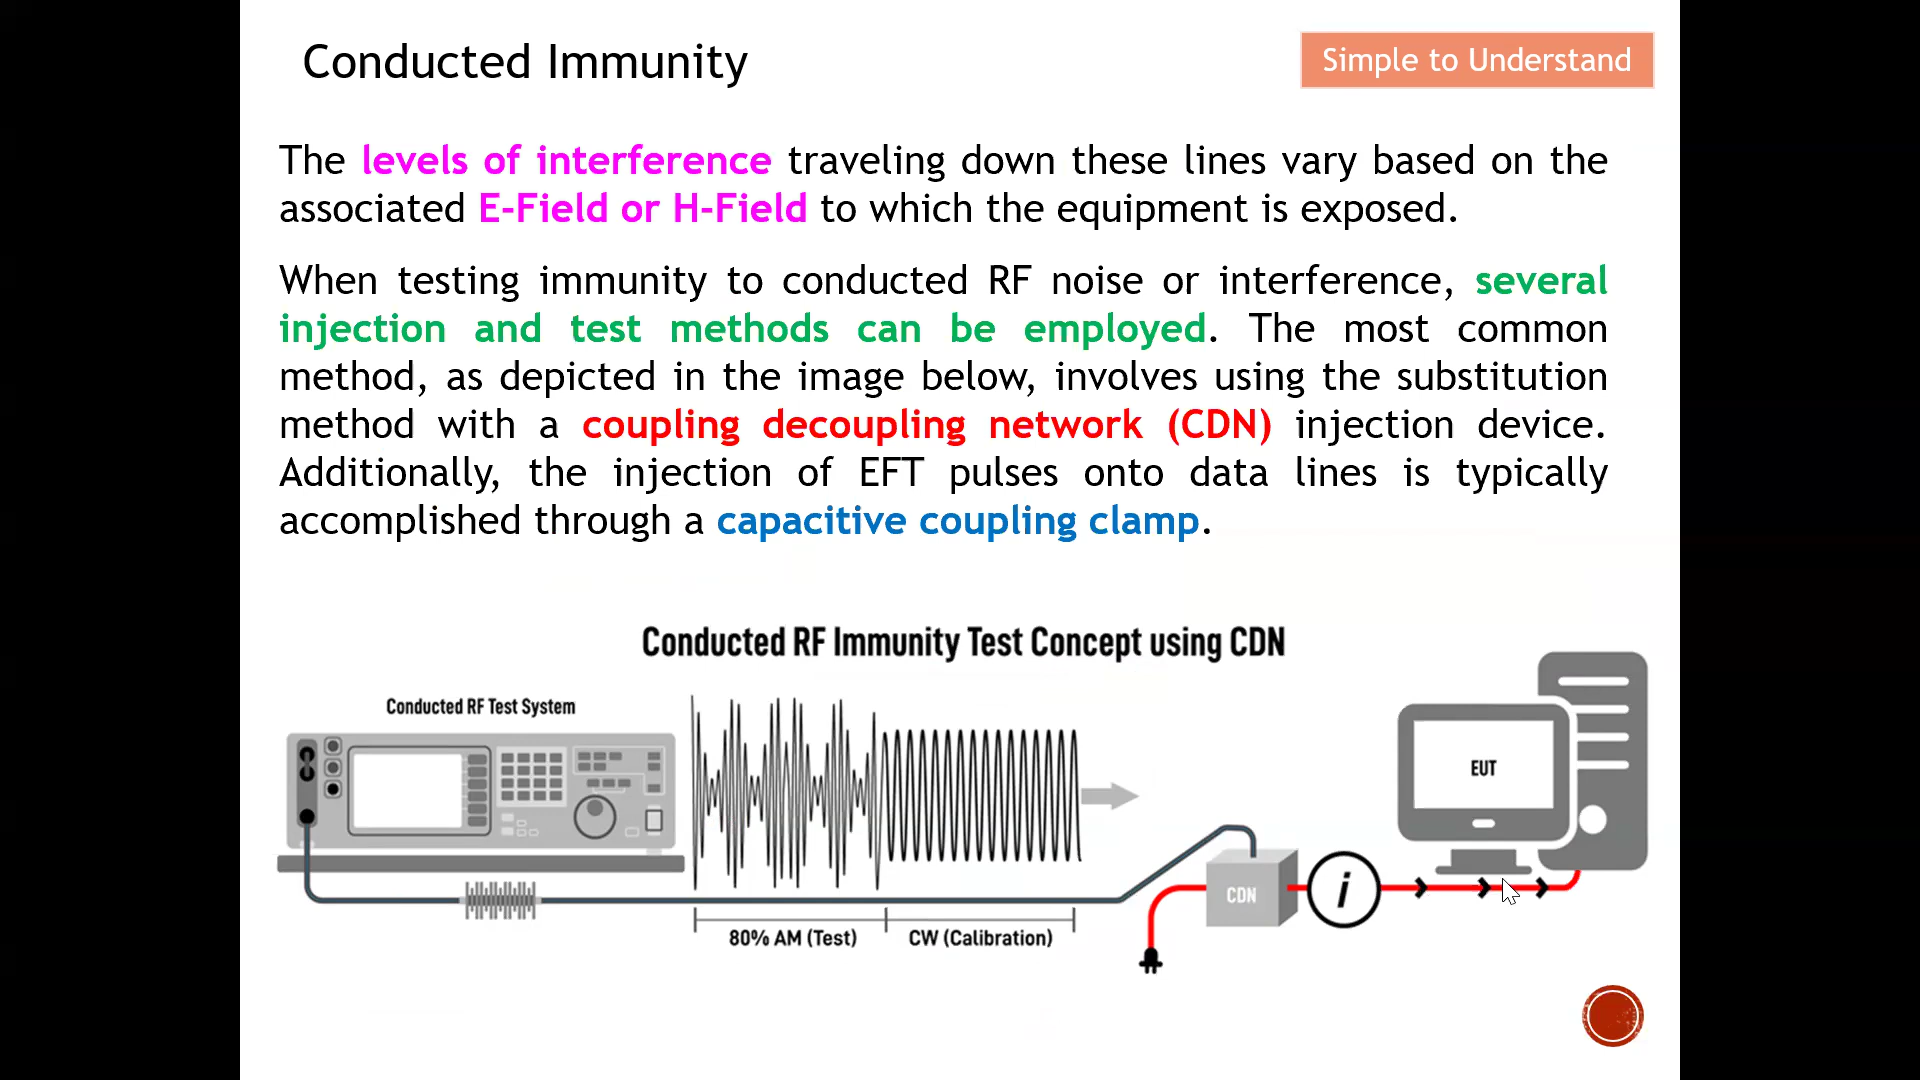 Conducted Immunity
Simple to Understand
The levels of interference traveling down these lines vary based on the
associated E-Field or H-Field to which the equipment is exposed.
When testing immunity to conducted RF noise or interference, several
injection and test methods can be employed. The most common
method, as depicted in the image below, involves using the substitution
method with a coupling decoupling network (CDN) injection device.
Additionally, the injection of EFT pulses onto data lines is typically
accomplished through a capacitive coupling clamp.
Conducted RF Immunity Test Concept using CDN
Conducted RF Test System
EUT
CDN
i
80% AM (Test)
CW (Calibration)